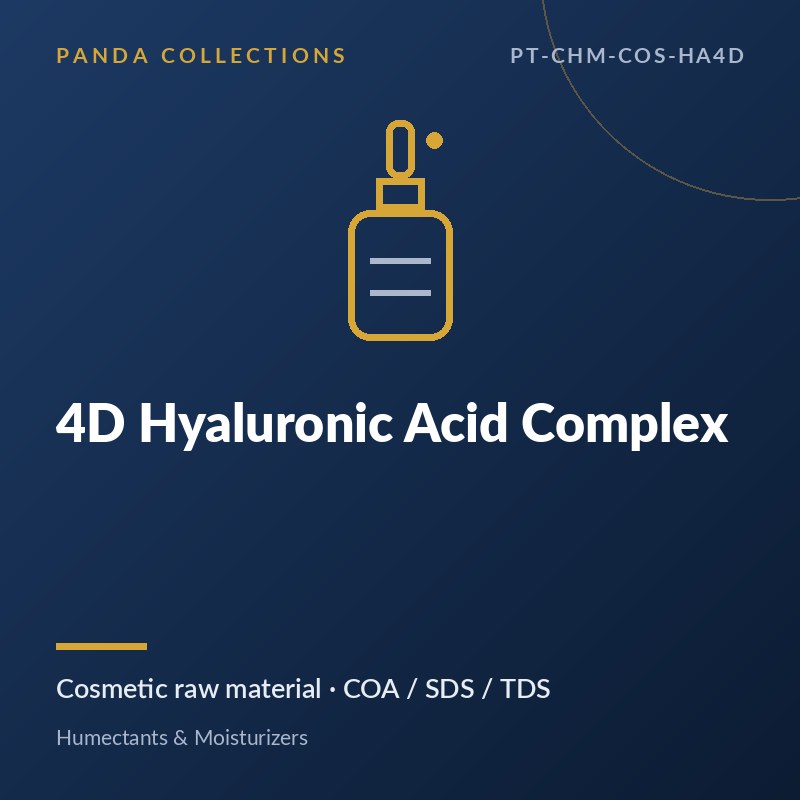 PANDA COLLECTIONS
PT-CHM-COS-HA4D
4D Hyaluronic Acid Complex
Cosmetic raw material · COA / SDS / TDS
Humectants & Moisturizers